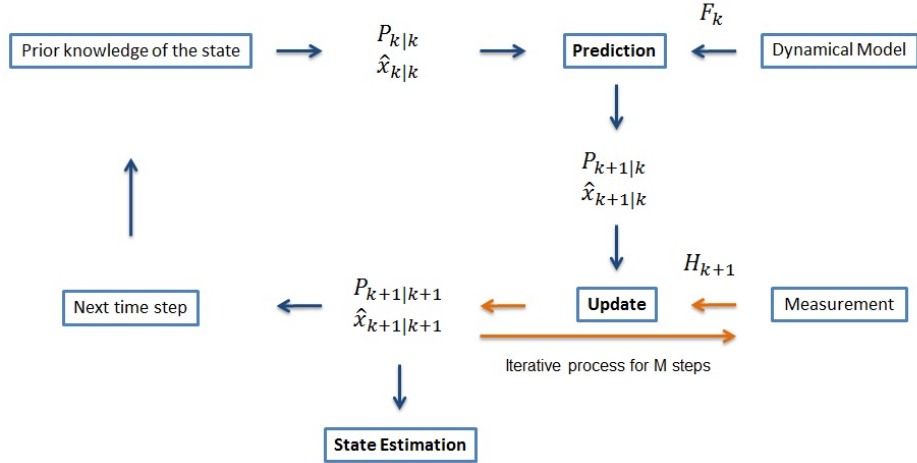 Prior knowledge of the state
P_{k|k}
x̂_{k|k}
Prediction
F_k
Dynamical Model
P_{k+1|k}
x̂_{k+1|k}
Next time step
P_{k+1|k+1}
x̂_{k+1|k+1}
Update
H_{k+1}
Measurement
Iterative process for M steps
State Estimation